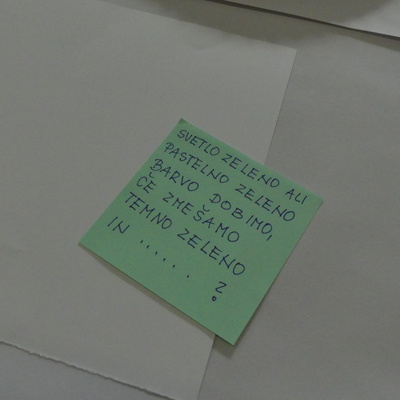 SVETLO ZELENO ALI
PASTELNO ZELENO
BARVO DOBIMO,
ČE ZMEŠAMO
TEMNO ZELENO
IN ...... ?